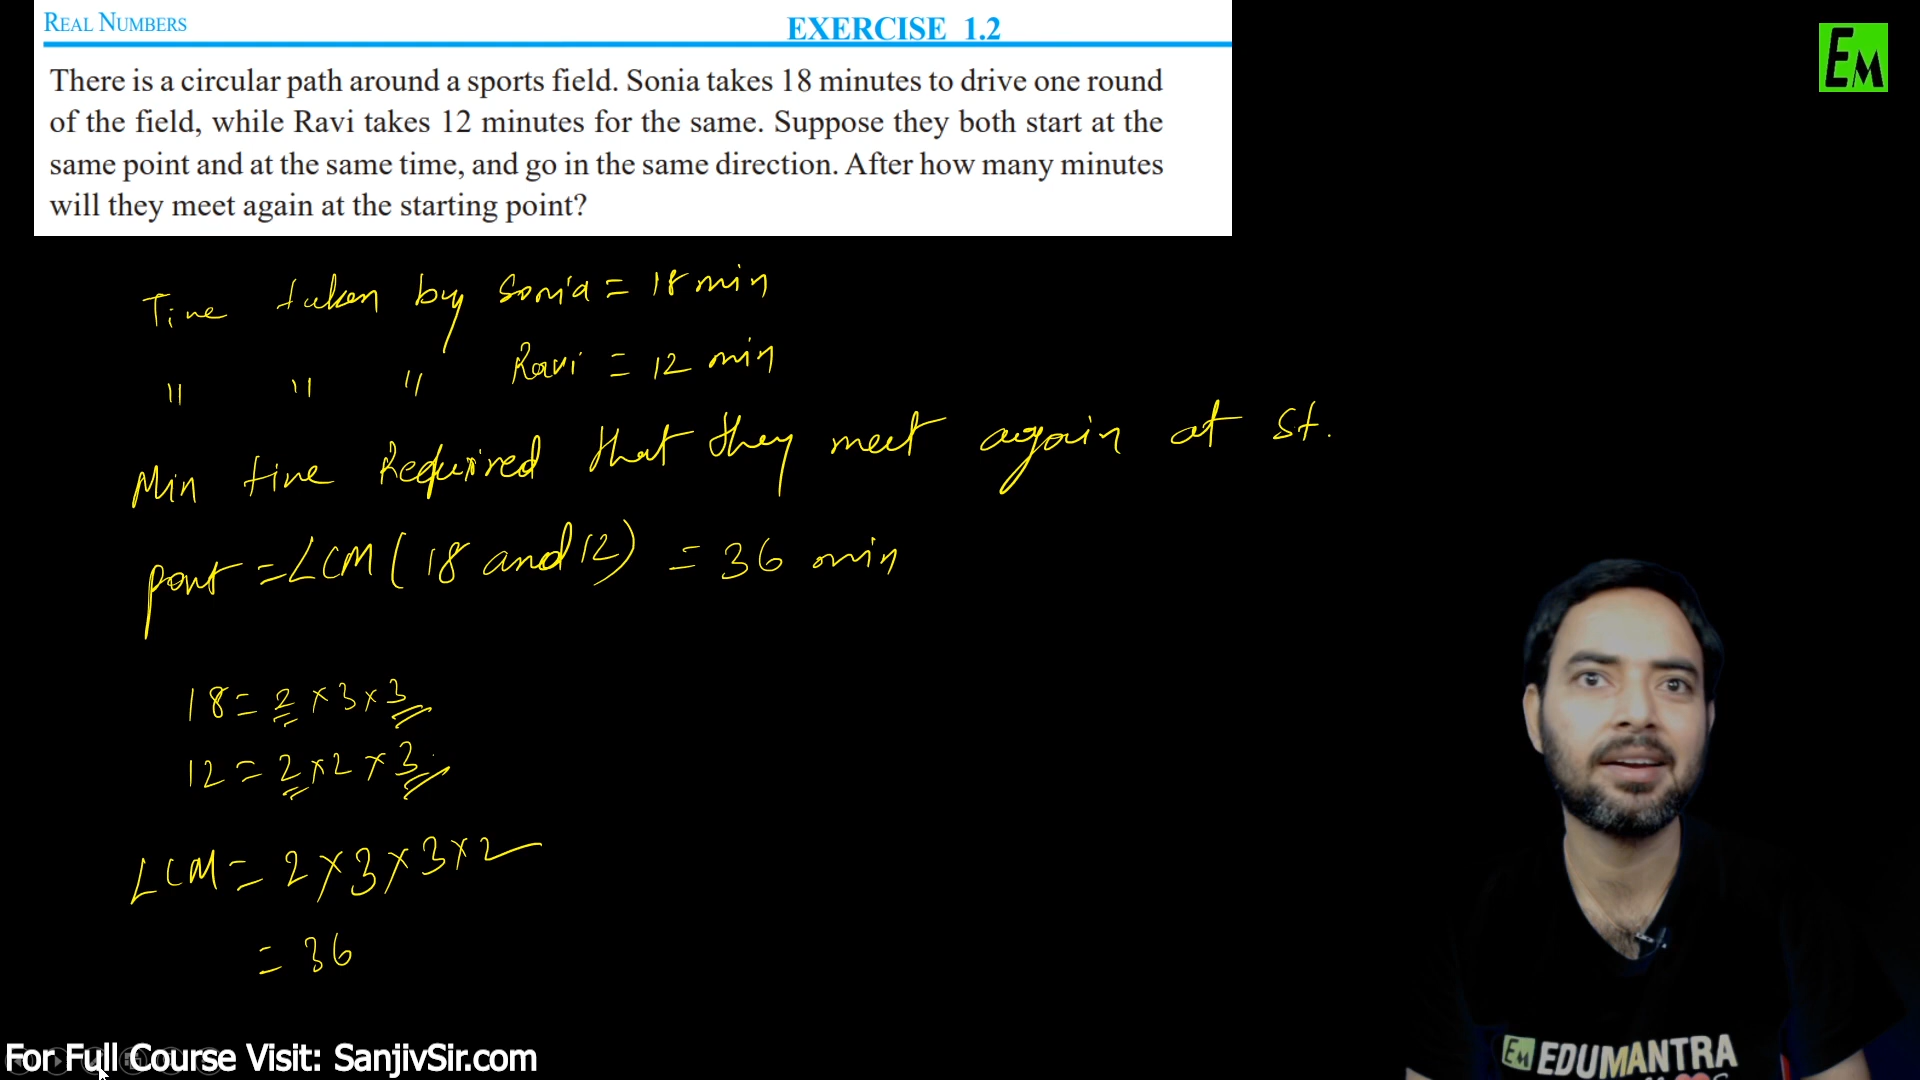 REAL NUMBERS
EXERCISE 1.2
There is a circular path around a sports field. Sonia takes 18 minutes to drive one round
of the field, while Ravi takes 12 minutes for the same. Suppose they both start at the
same point and at the same time, and go in the same direction. After how many minutes
will they meet again at the starting point?
EM
Time taken by Sonia = 18 min
" " " Ravi = 12 min
Min time Required that they meet again at st.
point = LCM ( 18 and 12) = 36 min
18 = 2 × 3 × 3
12 = 2 × 2 × 3
LCM = 2 × 3 × 3 × 2
= 36
EM EDUMANTRA
For Full Course Visit: SanjivSir.com